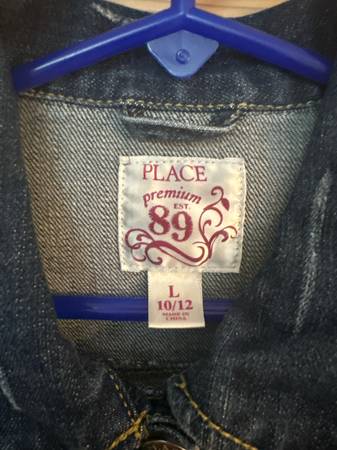 PLACE
premium
EST.
89
L
10/12
MADE IN
CHINA